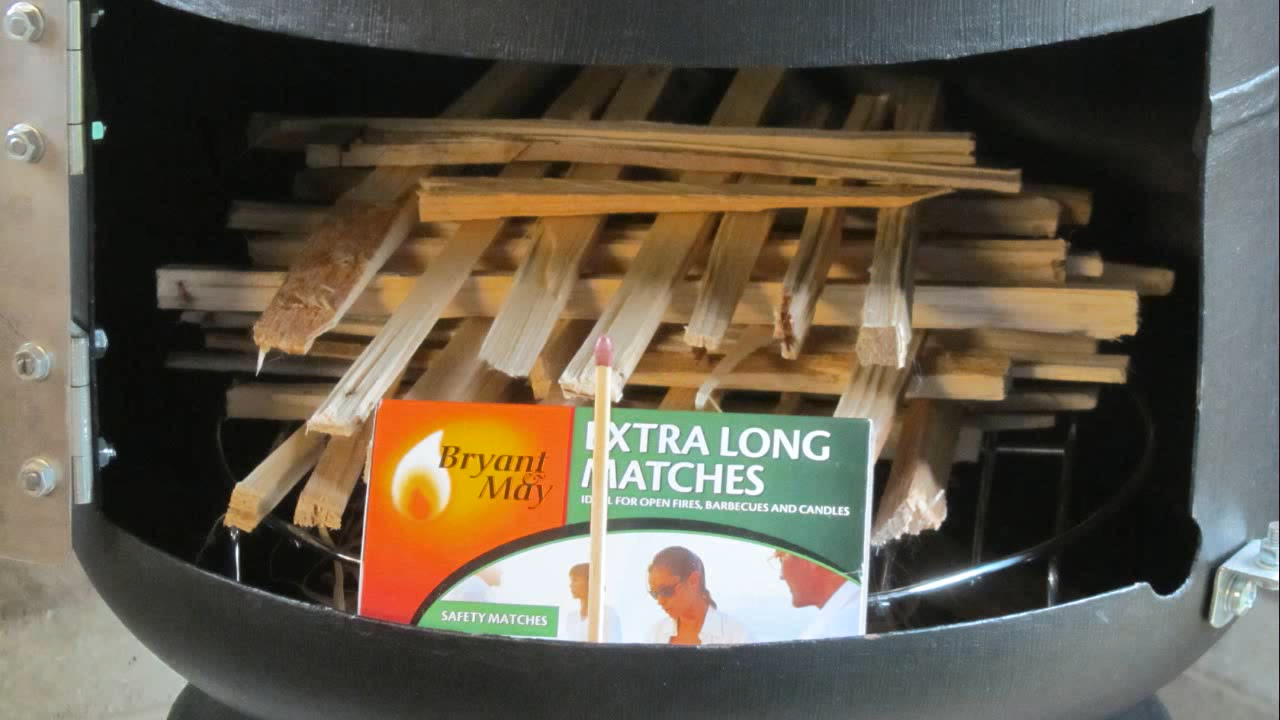 Bryant
&
May
EXTRA LONG
MATCHES
IDEAL FOR OPEN FIRES, BARBECUES AND CANDLES
SAFETY MATCHES